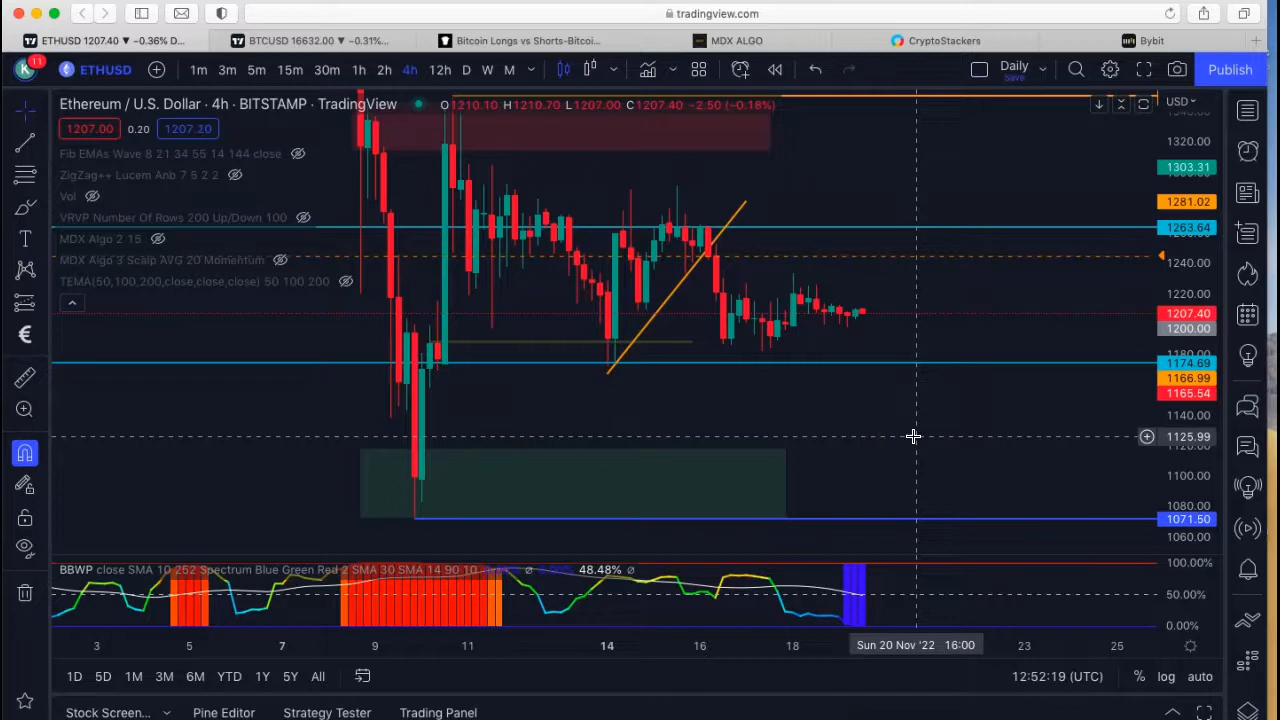 tradingview.com
ETHUSD 1207.40 ▼ −0.36% D...
BTCUSD 16632.00 ▼ −0.31%...
Bitcoin Longs vs Shorts-Bitcoi...
MDX ALGO
CryptoStackers
Bybit
K 11
ETHUSD
1m 3m 5m 15m 30m 1h 2h 4h 12h D W M
Daily
Save
Publish
Ethereum / U.S. Dollar · 4h · BITSTAMP · TradingView
O1210.10 H1210.70 L1207.00 C1207.40 −2.50 (−0.18%)
USD
1207.00 0.20 1207.20
Fib EMAs Wave 8 21 34 55 14 144 close
ZigZag++ Lucem Anb 7 5 2 2
Vol
VRVP Number Of Rows 200 Up/Down 100
MDX Algo 2 15
MDX Algo 3 Scalp AVG 20 Momentum
TEMA(50,100,200,close,close,close) 50 100 200
1320.00
1303.31
1281.02
1263.64
1240.00
1220.00
1207.40
1200.00
1174.69
1166.99
1165.54
1140.00
1125.99
1100.00
1080.00
1071.50
1060.00
BBWP close SMA 10 252 Spectrum Blue Green Red 2 SMA 30 SMA 14 90 10
48.48%
100.00%
50.00%
0.00%
3 5 7 9 11 14 16 18 Sun 20 Nov '22 16:00 23 25
1D 5D 1M 3M 6M YTD 1Y 5Y All
12:52:19 (UTC) % log auto
Stock Screen... Pine Editor Strategy Tester Trading Panel